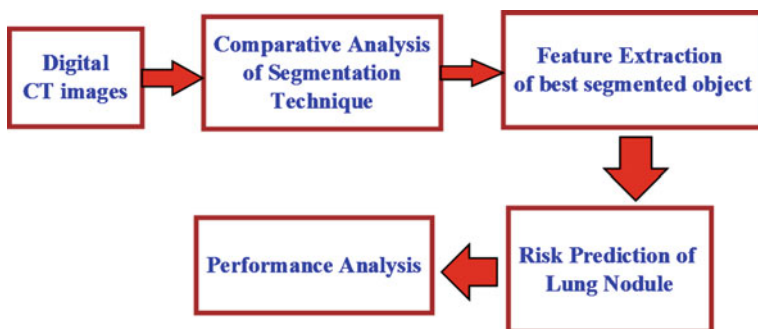 Digital
CT images
Comparative Analysis
of Segmentation
Technique
Feature Extraction
of best segmented object
Risk Prediction of
Lung Nodule
Performance Analysis